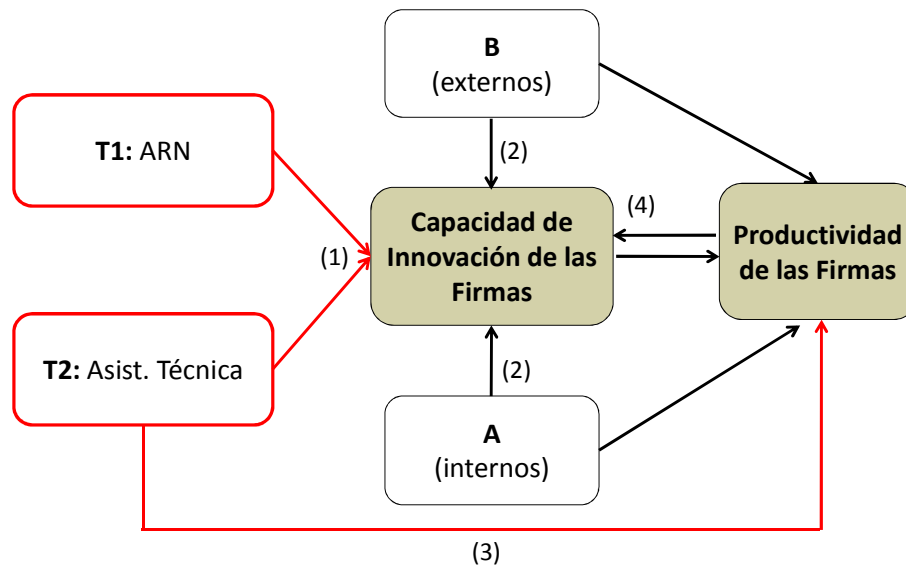 B
(externos)
T1: ARN
(2)
Capacidad de
Innovación de las
Firmas
(4)
Productividad
de las Firmas
(1)
T2: Asist. Técnica
(2)
A
(internos)
(3)